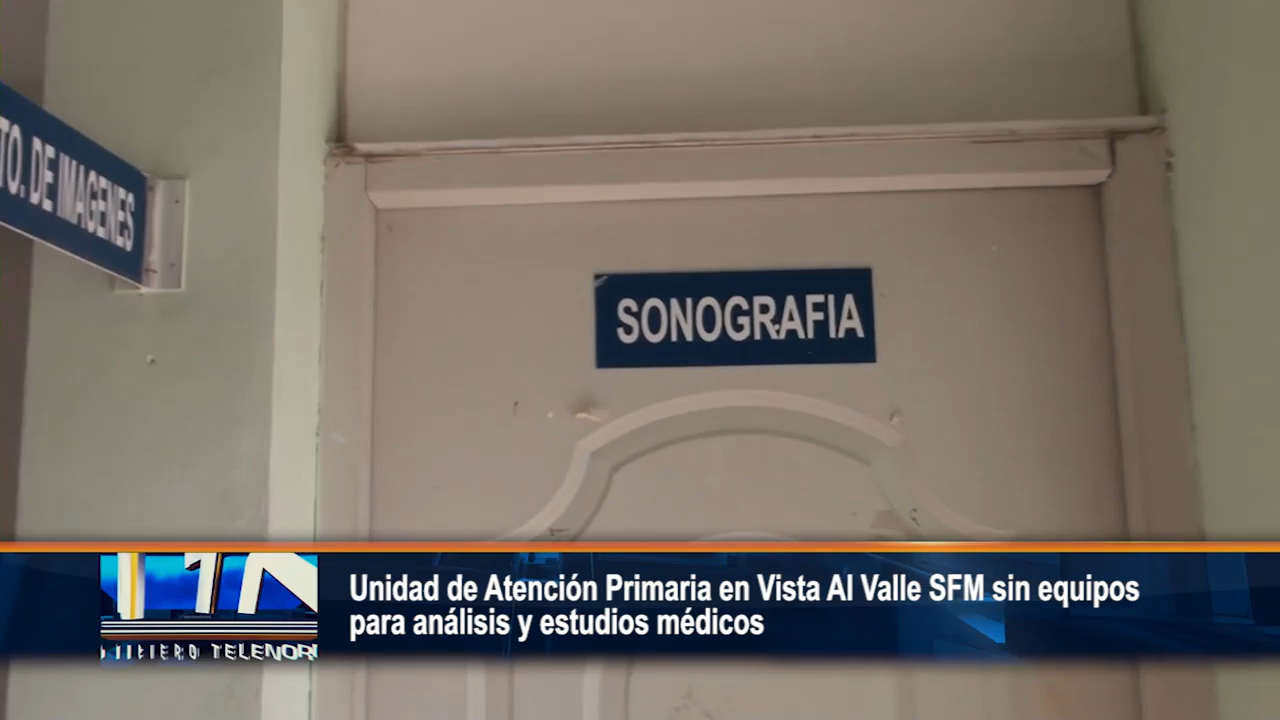 TO. DE IMAGENES
SONOGRAFIA
Unidad de Atención Primaria en Vista Al Valle SFM sin equipos
para análisis y estudios médicos